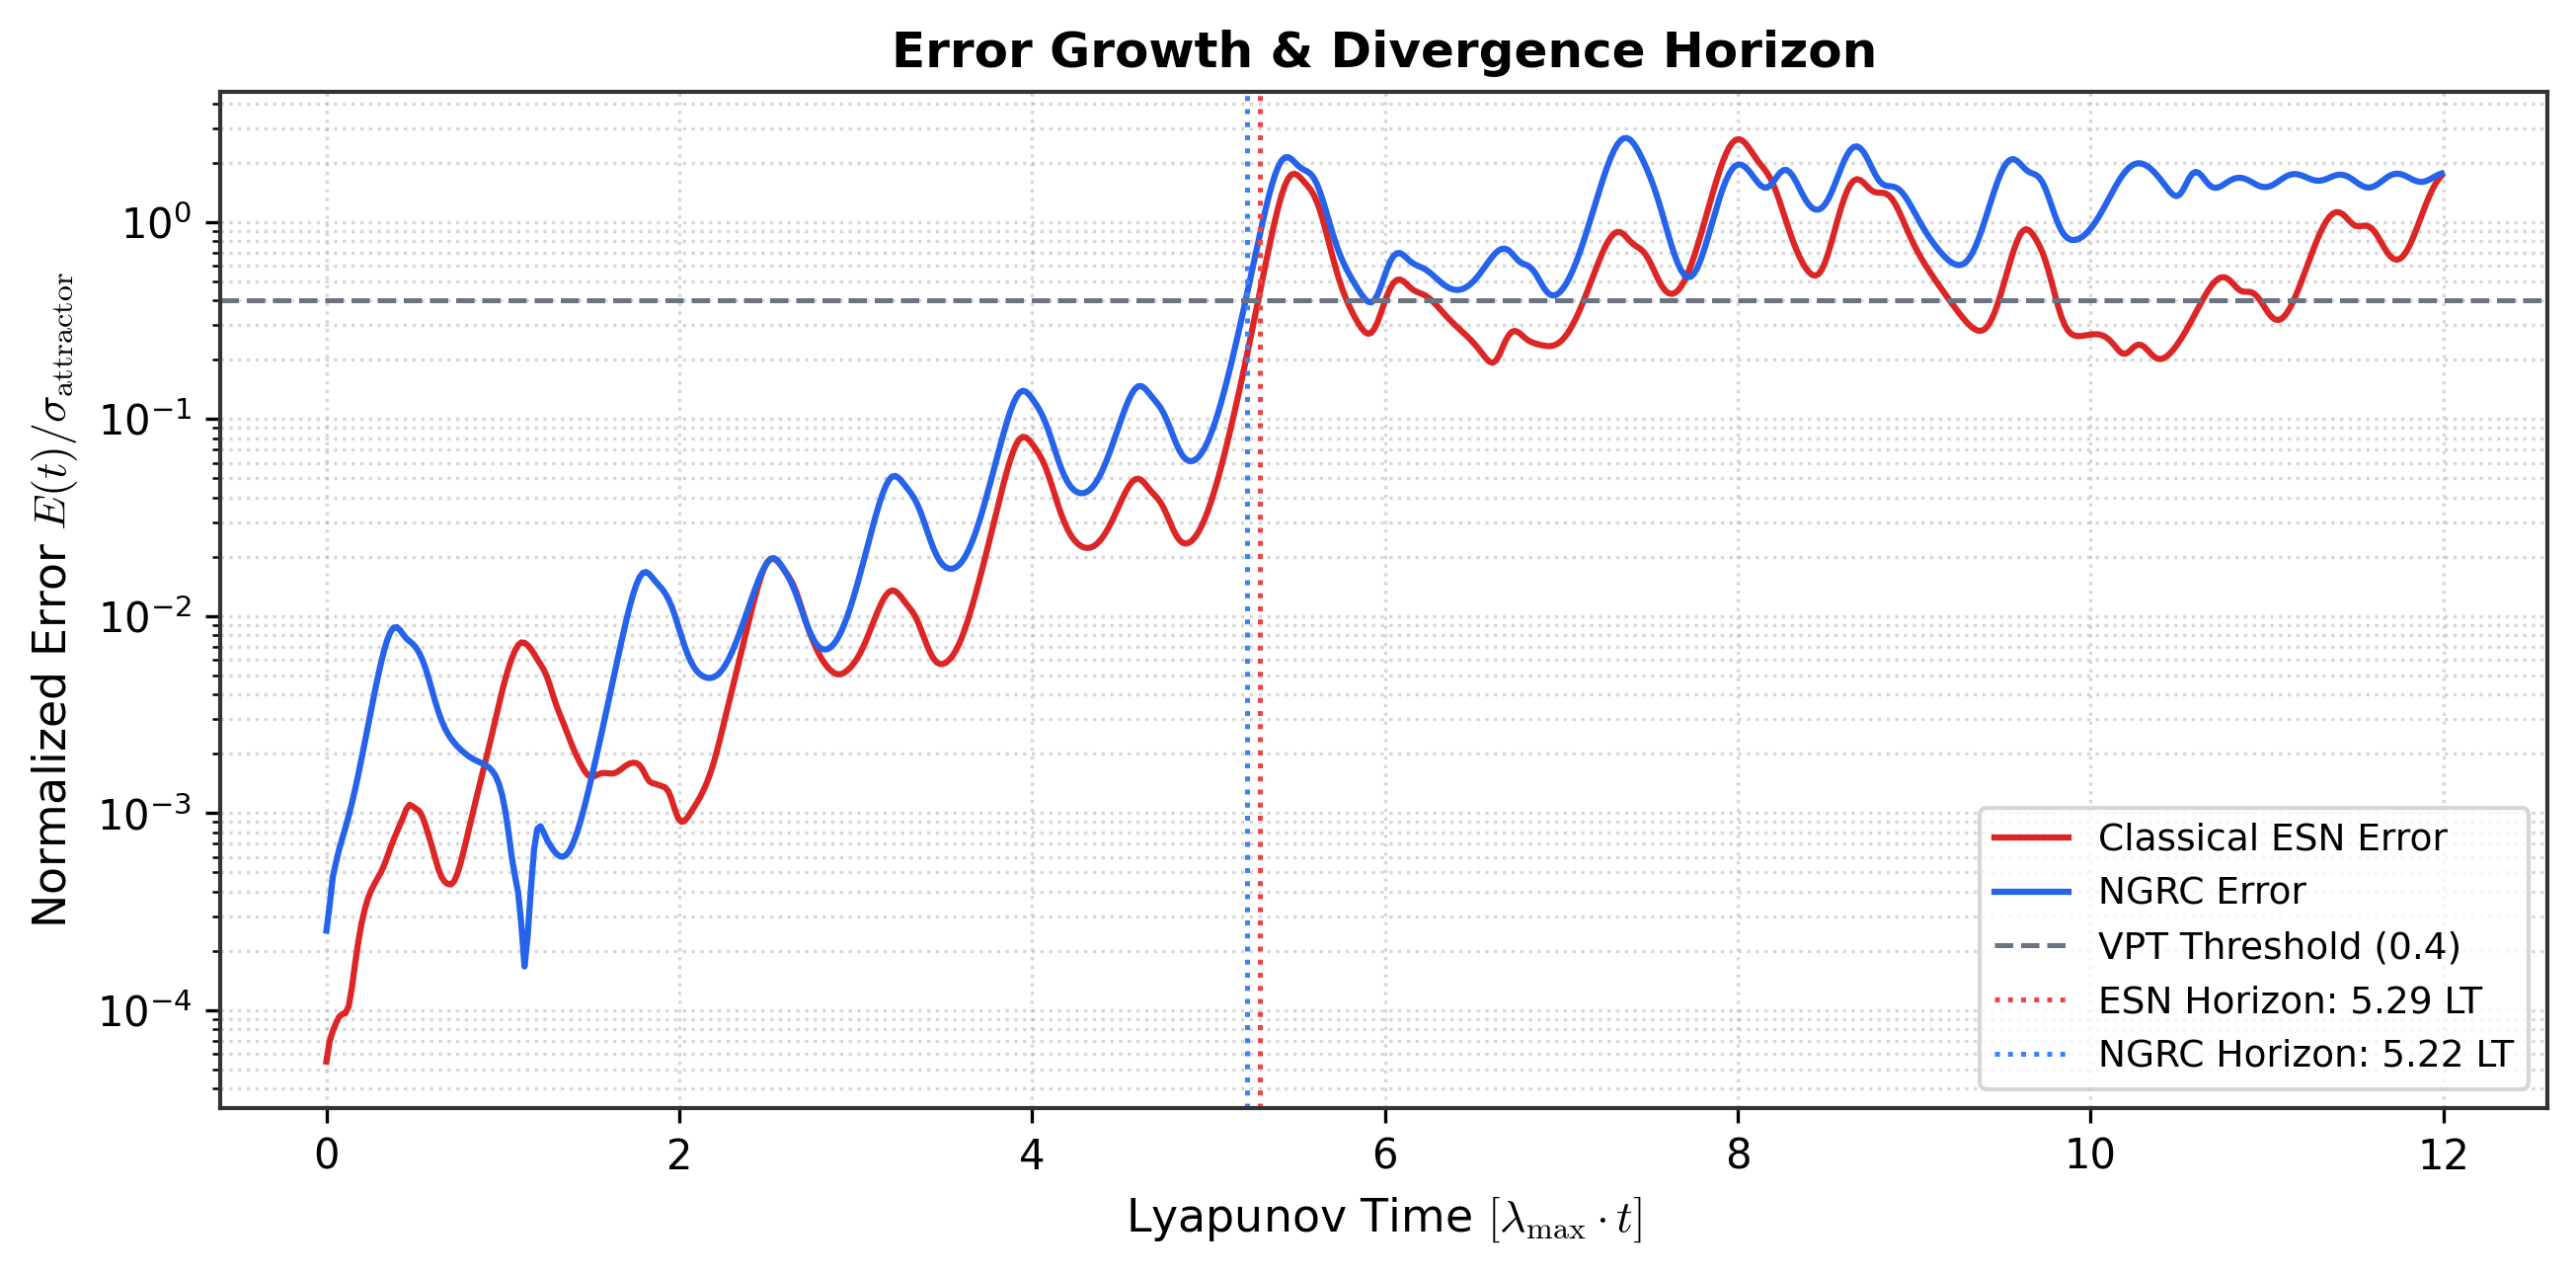 Error Growth & Divergence Horizon
Normalized Error E(t)/σ_attractor
10⁰
10⁻¹
10⁻²
10⁻³
10⁻⁴
Classical ESN Error
NGRC Error
VPT Threshold (0.4)
ESN Horizon: 5.29 LT
NGRC Horizon: 5.22 LT
0 2 4 6 8 10 12
Lyapunov Time [λ_max · t]